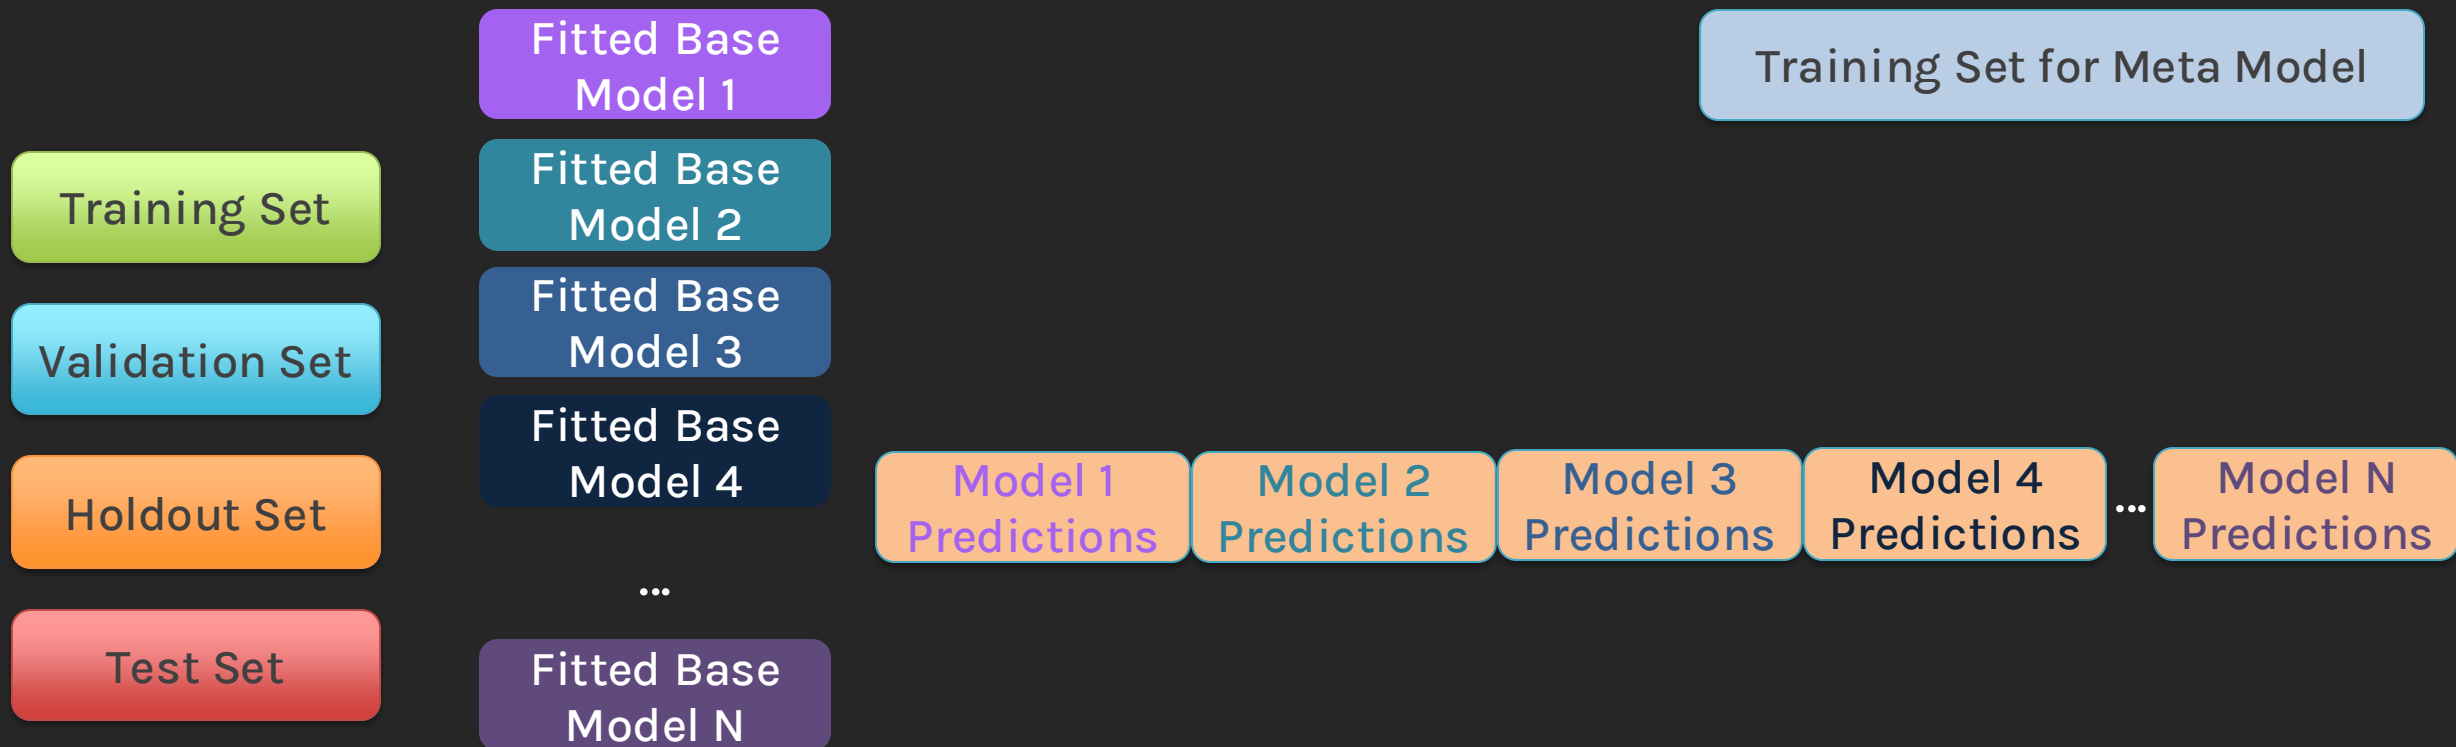 Training Set
Validation Set
Holdout Set
Test Set
Fitted Base
Model 1
Fitted Base
Model 2
Fitted Base
Model 3
Fitted Base
Model 4
...
Fitted Base
Model N
Training Set for Meta Model
Model 1
Predictions
Model 2
Predictions
Model 3
Predictions
Model 4
Predictions
...
Model N
Predictions